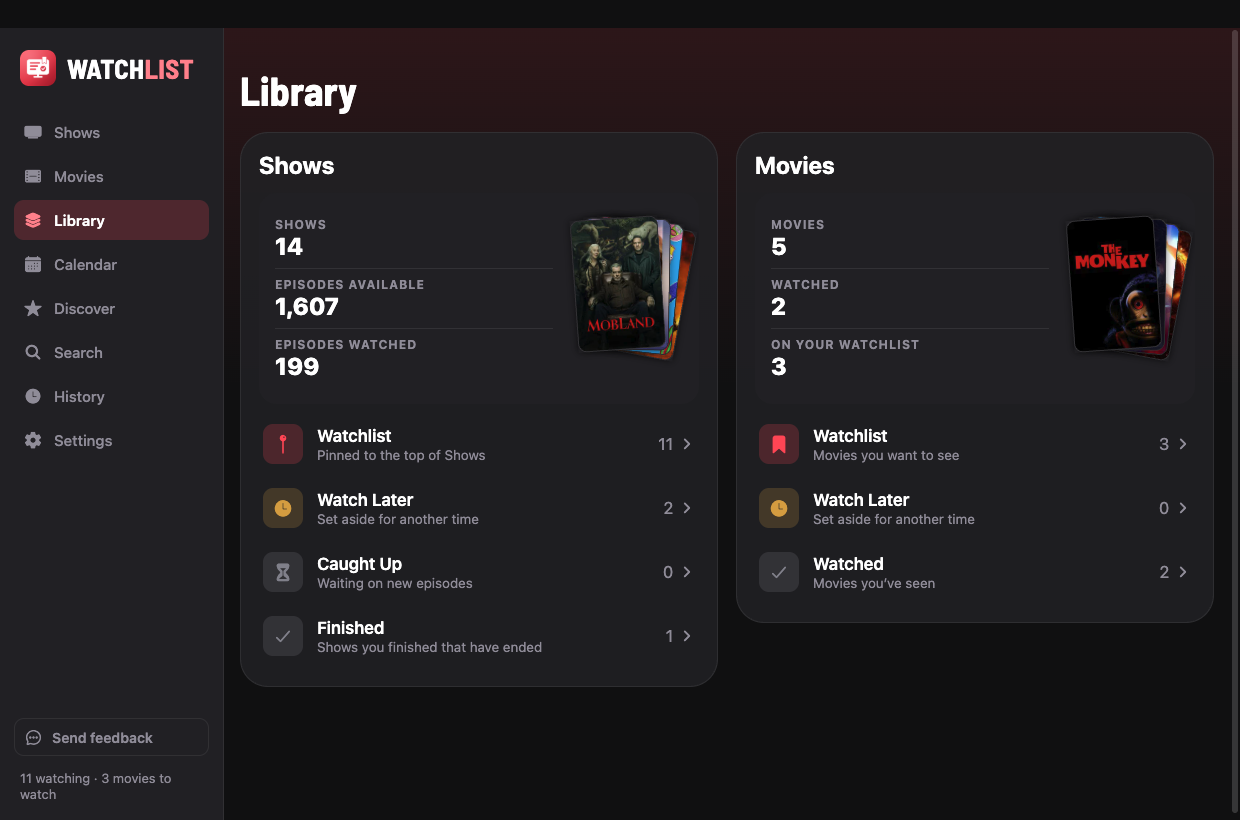 WATCHLIST
Shows
Movies
Library
Calendar
Discover
Search
History
Settings
Send feedback
11 watching · 3 movies to
watch
Library
Shows
SHOWS
14
EPISODES AVAILABLE
1,607
EPISODES WATCHED
199
MOBLAND
Watchlist
Pinned to the top of Shows
11
Watch Later
Set aside for another time
2
Caught Up
Waiting on new episodes
0
Finished
Shows you finished that have ended
1
Movies
MOVIES
5
WATCHED
2
ON YOUR WATCHLIST
3
THE
MONKEY
Watchlist
Movies you want to see
3
Watch Later
Set aside for another time
0
Watched
Movies you’ve seen
2